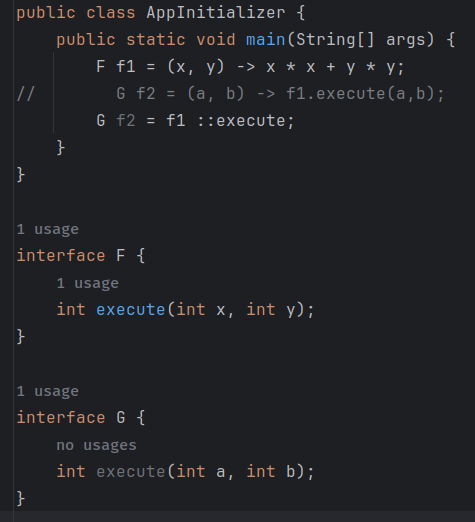 public class AppInitializer {
    public static void main(String[] args) {
        F f1 = (x, y) -> x * x + y * y;
//          G f2 = (a, b) -> f1.execute(a,b);
        G f2 = f1 ::execute;
    }
}
1 usage
interface F {
    1 usage
    int execute(int x, int y);
}
1 usage
interface G {
    no usages
    int execute(int a, int b);
}